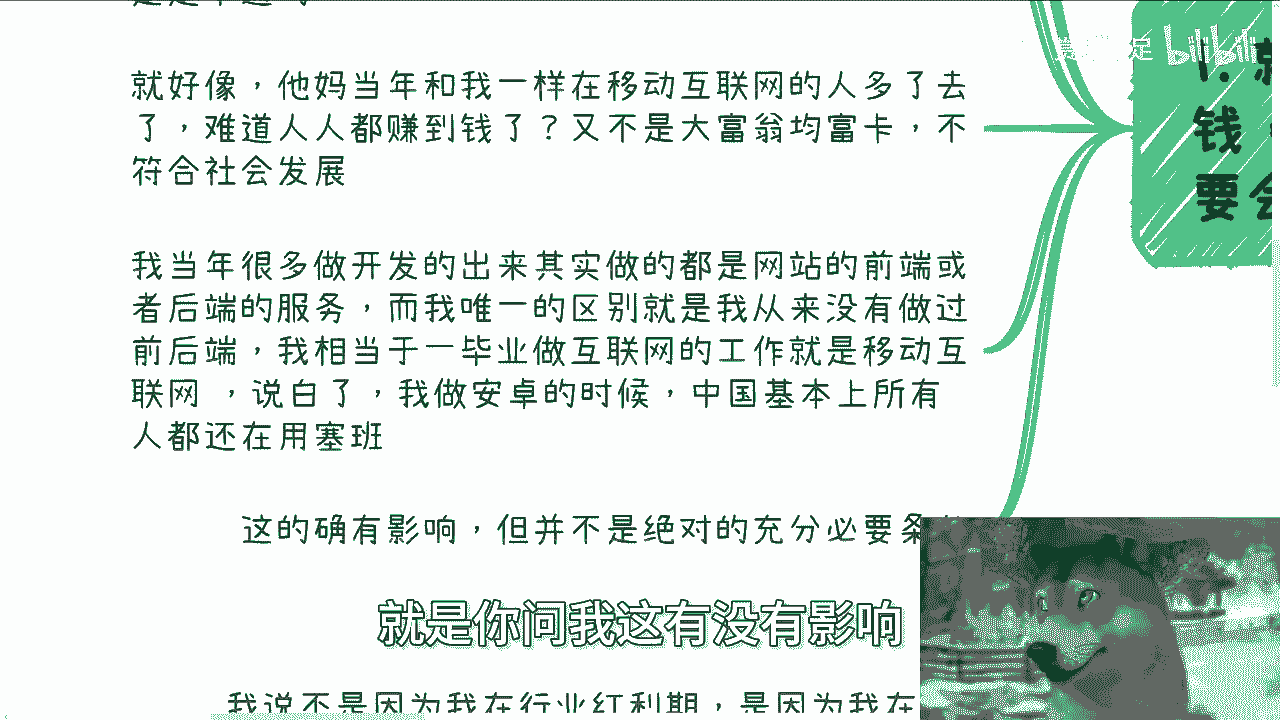 就好像，他妈当年和我一样在移动互联网的人多了去
了，难道人人都赚到钱了？又不是大富翁均富卡，不
符合社会发展
我当年很多做开发的出来其实做的都是网站的前端或
者后端的服务，而我唯一的区别就是我从来没有做过
前后端，我相当于一毕业做互联网的工作就是移动互
联网 ，说白了，我做安卓的时候，中国基本上所有
人都还在用塞班
这的确有影响，但并不是绝对的充分必要条
就是你问我这有没有影响
我说不是因为我在行业红利期，是因为我在
1.
钱
要会
足 bilibili